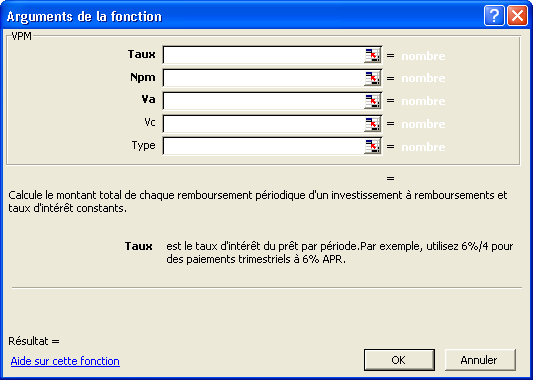 Arguments de la fonction
VPM
Taux = nombre
Npm = nombre
Va = nombre
Vc = nombre
Type = nombre
=
Calcule le montant total de chaque remboursement périodique d'un investissement à remboursements et
taux d'intérêt constants.
Taux est le taux d'intérêt du prêt par période.Par exemple, utilisez 6%/4 pour
des paiements trimestriels à 6% APR.
Résultat =
Aide sur cette fonction
OK Annuler